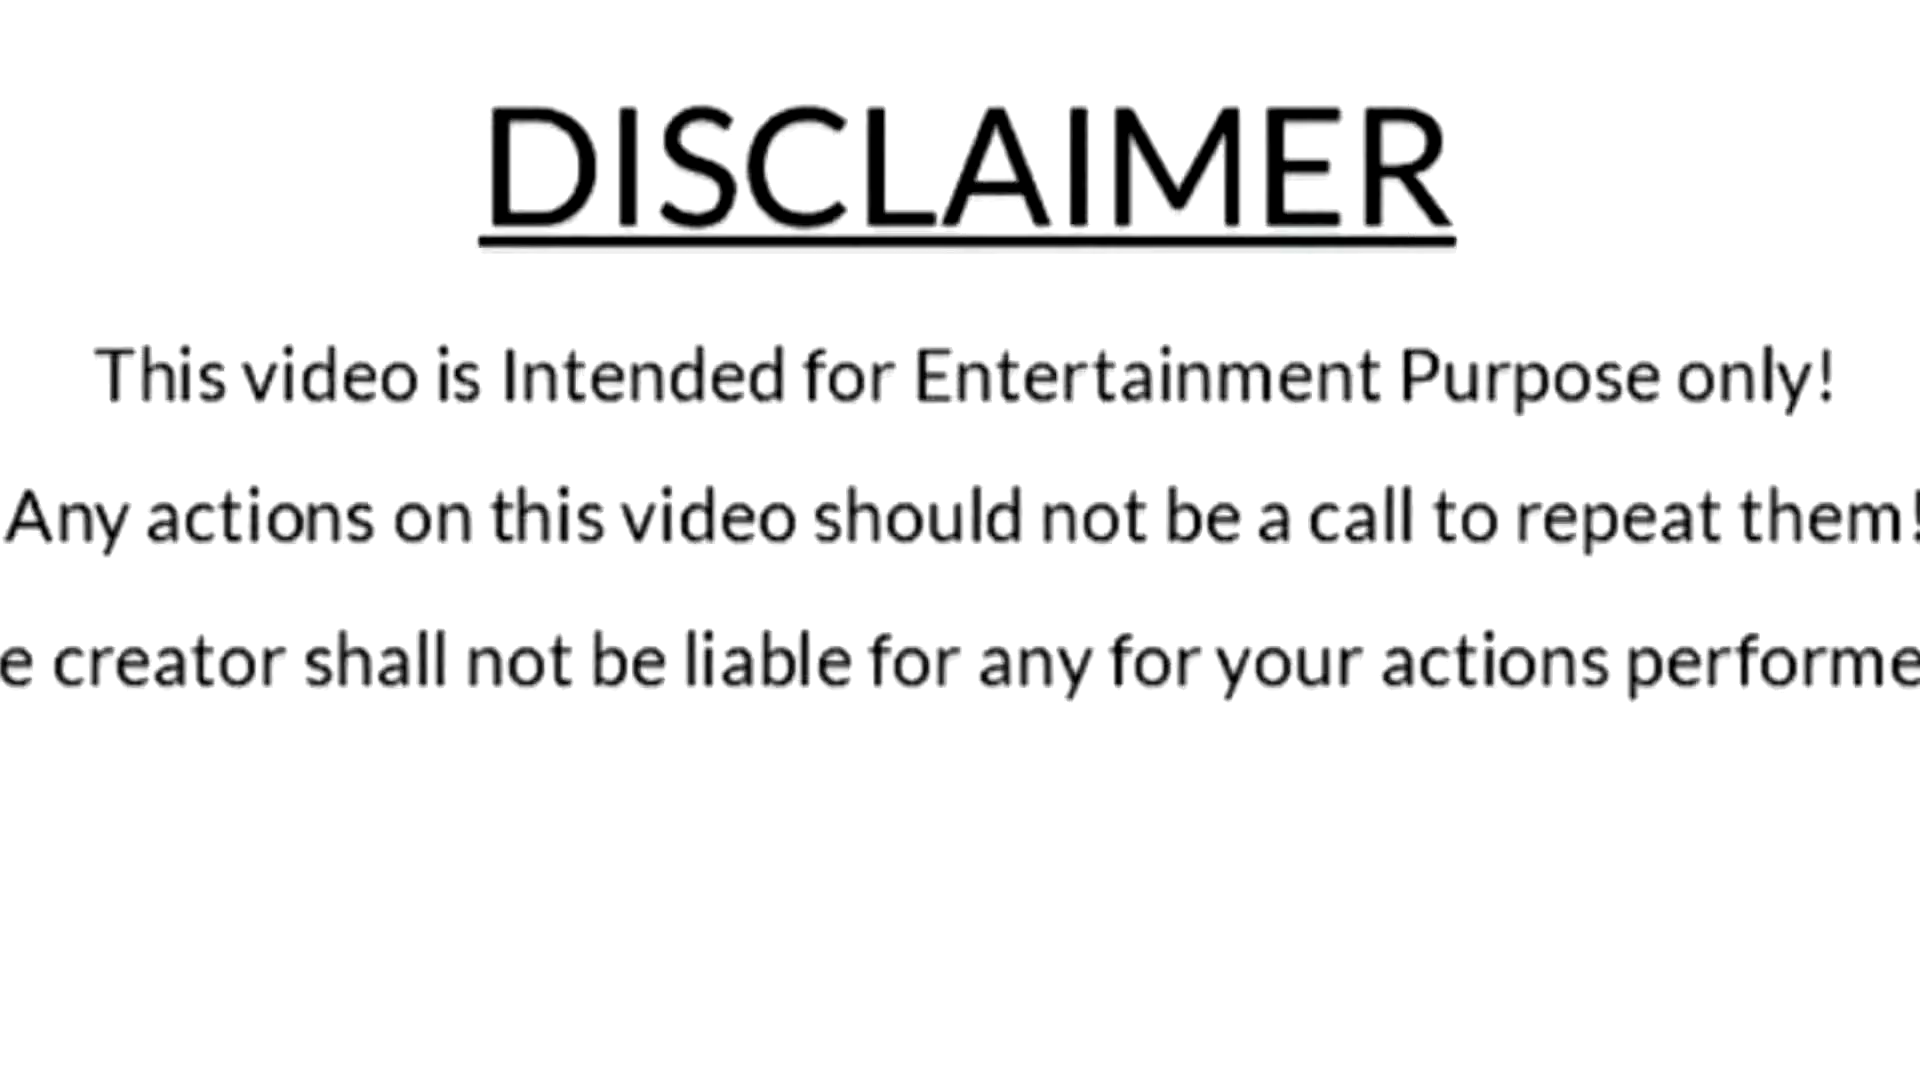 DISCLAIMER
This video is Intended for Entertainment Purpose only!
Any actions on this video should not be a call to repeat them!
e creator shall not be liable for any for your actions performe